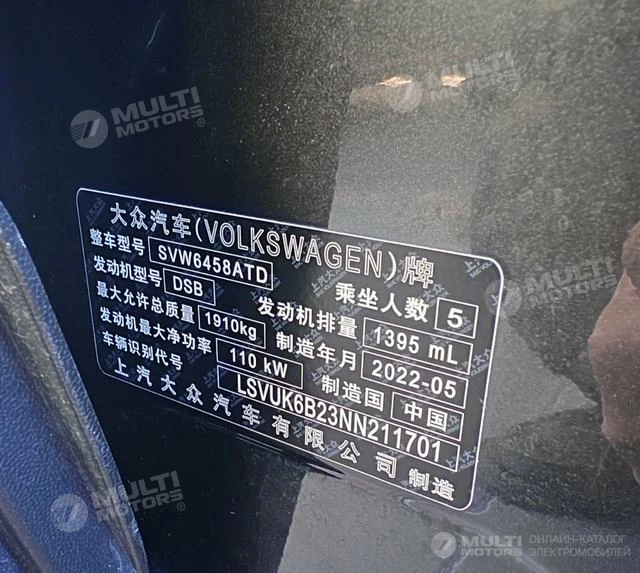 MULTI
MOTORS®
MULTI
MOTORS®
大众汽车(VOLKSWAGEN)牌
整车型号 SVW6458ATD 乘坐人数 5
发动机型号 DSB 发动机排量 1395 mL
最大允许总质量 1910kg 制造年月 2022-05
发动机最大净功率 110 kW 制造国 中国
车辆识别代号 LSVUK6B23NN211701
上汽大众汽车有限公司制造
MULTI
MOTORS®
MULTI
MOTORS
ОНЛАЙН-КАТАЛОГ
ЭЛЕКТРОМОБИЛЕЙ